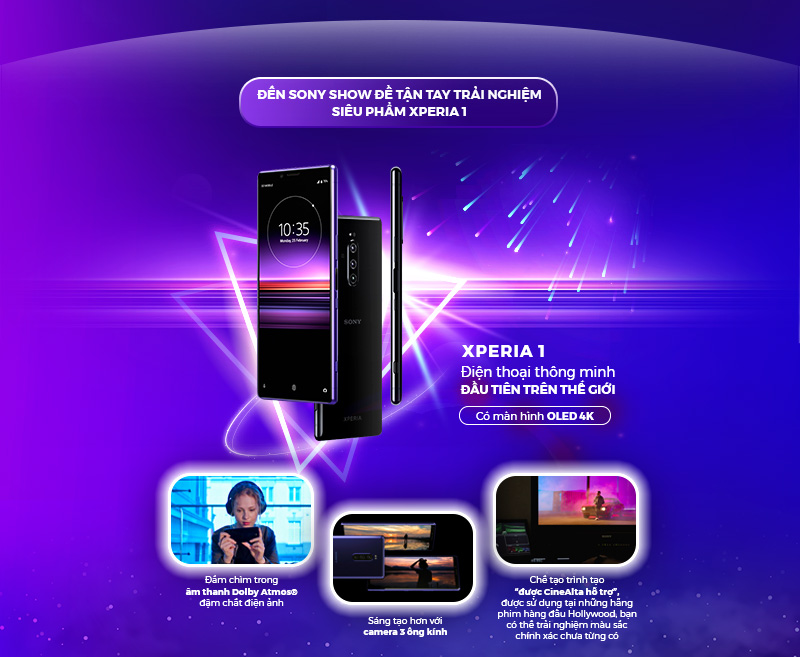 ĐẾN SONY SHOW ĐỀ TẬN TAY TRẢI NGHIỆM
SIÊU PHẨM XPERIA 1
10:35
Monday 25 February
SONY
XPERIA
XPERIA 1
Điện thoại thông minh
ĐẦU TIÊN TRÊN THẾ GIỚI
Có màn hình OLED 4K
Đắm chìm trong
âm thanh Dolby Atmos®
đậm chất điện ảnh
Sáng tạo hơn với
camera 3 ống kính
Chế tạo trình tạo
“được CineAlta hỗ trợ”,
được sử dụng tại những hãng
phim hàng đầu Hollywood, bạn
có thể trải nghiệm màu sắc
chính xác chưa từng có